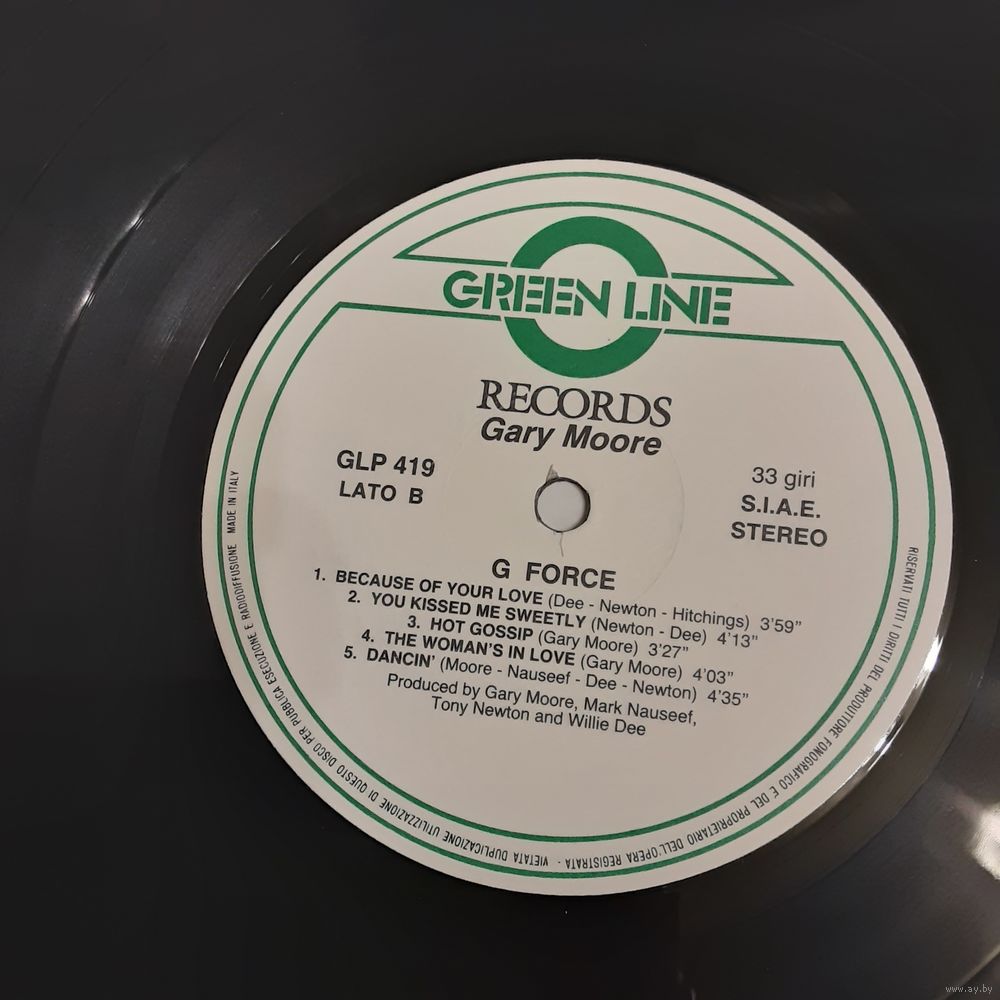 GREEN LINE
RECORDS
Gary Moore
GLP 419
LATO B
33 giri
S.I.A.E.
STEREO
G FORCE
1. BECAUSE OF YOUR LOVE (Dee - Newton - Hitchings) 3'59”
2. YOU KISSED ME SWEETLY (Newton - Dee) 4'13”
3. HOT GOSSIP (Gary Moore) 3'27”
4. THE WOMAN'S IN LOVE (Gary Moore) 4'03”
5. DANCIN' (Moore - Nauseef - Dee - Newton) 4'35”
Produced by Gary Moore, Mark Nauseef,
Tony Newton and Willie Dee
RISERVATI TUTTI I DIRITTI DEL PRODUTTORE FONOGRAFICO E DEL PROPRIETARIO DELL'OPERA REGISTRATA - VIETATA DUPLICAZIONE UTILIZZAZIONE DI QUESTO DISCO PER PUBBLICA ESECUZIONE E RADIODIFFUSIONE MADE IN ITALY
www.ay.by